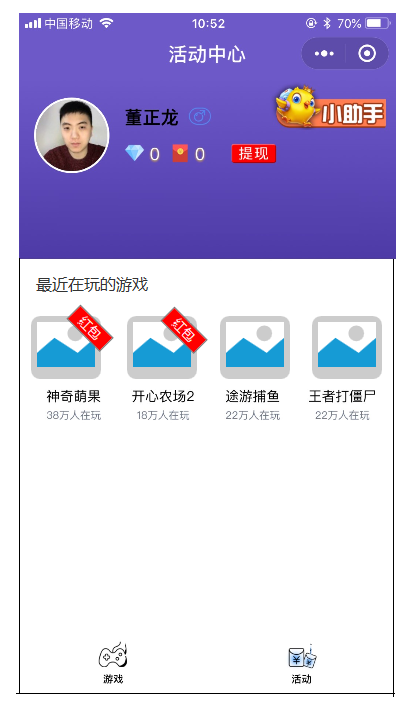 中国移动 10:52 70%
活动中心
董正龙
小助手
0 0 提现
最近在玩的游戏
红包 红包
神奇萌果 开心农场2 途游捕鱼 王者打僵尸
38万人在玩 18万人在玩 22万人在玩 22万人在玩
游戏 活动